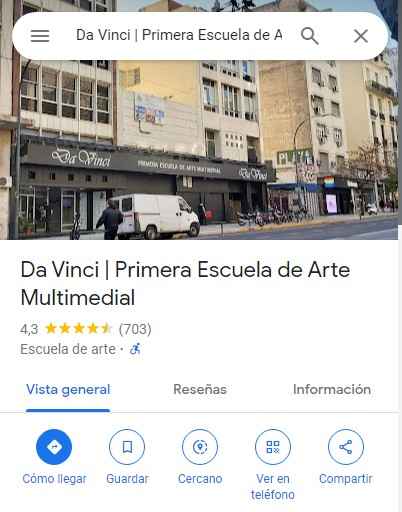 Da Vinci | Primera Escuela de A
Da Vinci
PRIMERA ESCUELA DE ARTE MULTIMEDIAL
Da Vinci
PLAZA
Da Vinci | Primera Escuela de Arte
Multimedial
4,3 (703)
Escuela de arte ·
Vista general Reseñas Información
Cómo llegar Guardar Cercano Ver en Compartir
teléfono